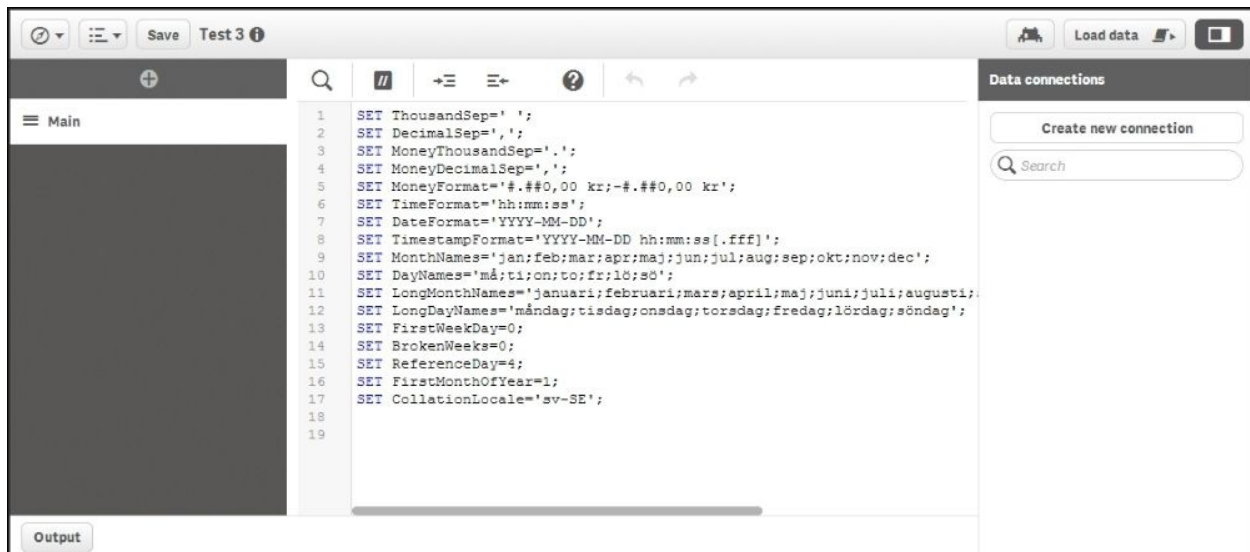 Save Test 3
Load data
Main
Data connections
Create new connection
Search
1 SET ThousandSep=' ';
2 SET DecimalSep=',';
3 SET MoneyThousandSep='.';
4 SET MoneyDecimalSep=',';
5 SET MoneyFormat='#.##0,00 kr;-#.##0,00 kr';
6 SET TimeFormat='hh:mm:ss';
7 SET DateFormat='YYYY-MM-DD';
8 SET TimestampFormat='YYYY-MM-DD hh:mm:ss[.fff]';
9 SET MonthNames='jan;feb;mar;apr;maj;jun;jul;aug;sep;okt;nov;dec';
10 SET DayNames='må;ti;on;to;fr;lö;sö';
11 SET LongMonthNames='januari;februari;mars;april;maj;juni;juli;augusti;
12 SET LongDayNames='måndag;tisdag;onsdag;torsdag;fredag;lördag;söndag';
13 SET FirstWeekDay=0;
14 SET BrokenWeeks=0;
15 SET ReferenceDay=4;
16 SET FirstMonthOfYear=1;
17 SET CollationLocale='sv-SE';
18
19
Output